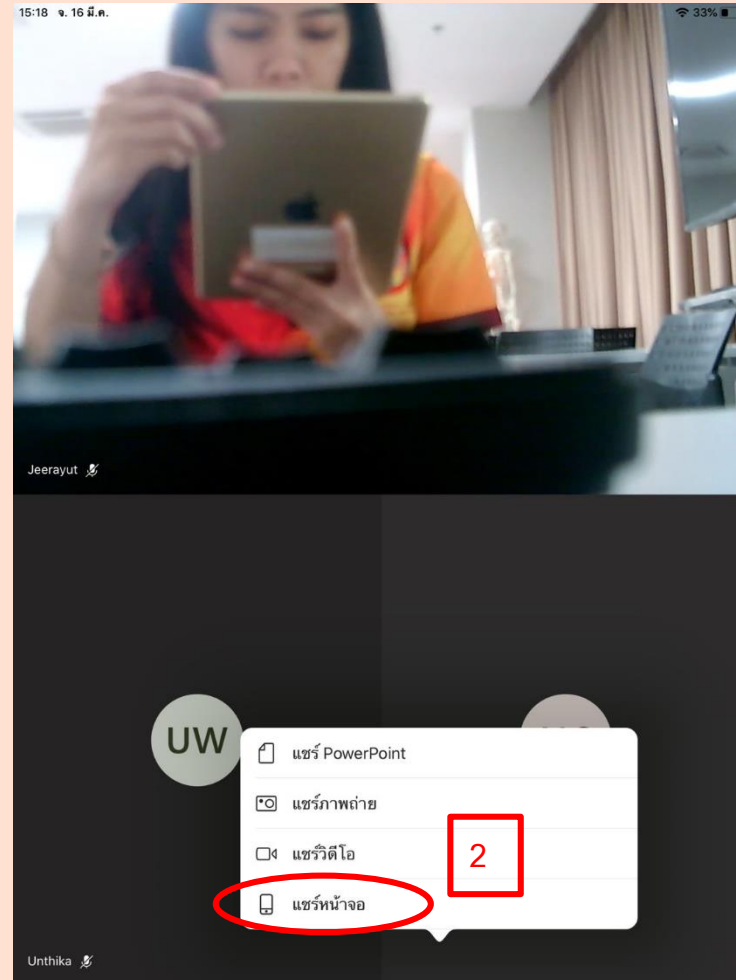 15:18 จ. 16 มี.ค.
33%
Jeerayut
UW
แชร์ PowerPoint
แชร์ภาพถ่าย
แชร์วิดีโอ
2
แชร์หน้าจอ
Unthika